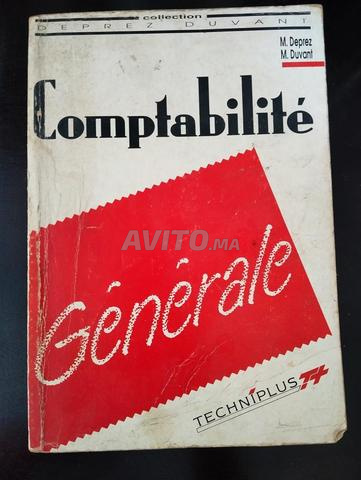 collection
DEPREZ DUVANT
M. Deprez
M. Duvant
Comptabilité
AVITO.MA
Générale
TECHNIPLUS T+